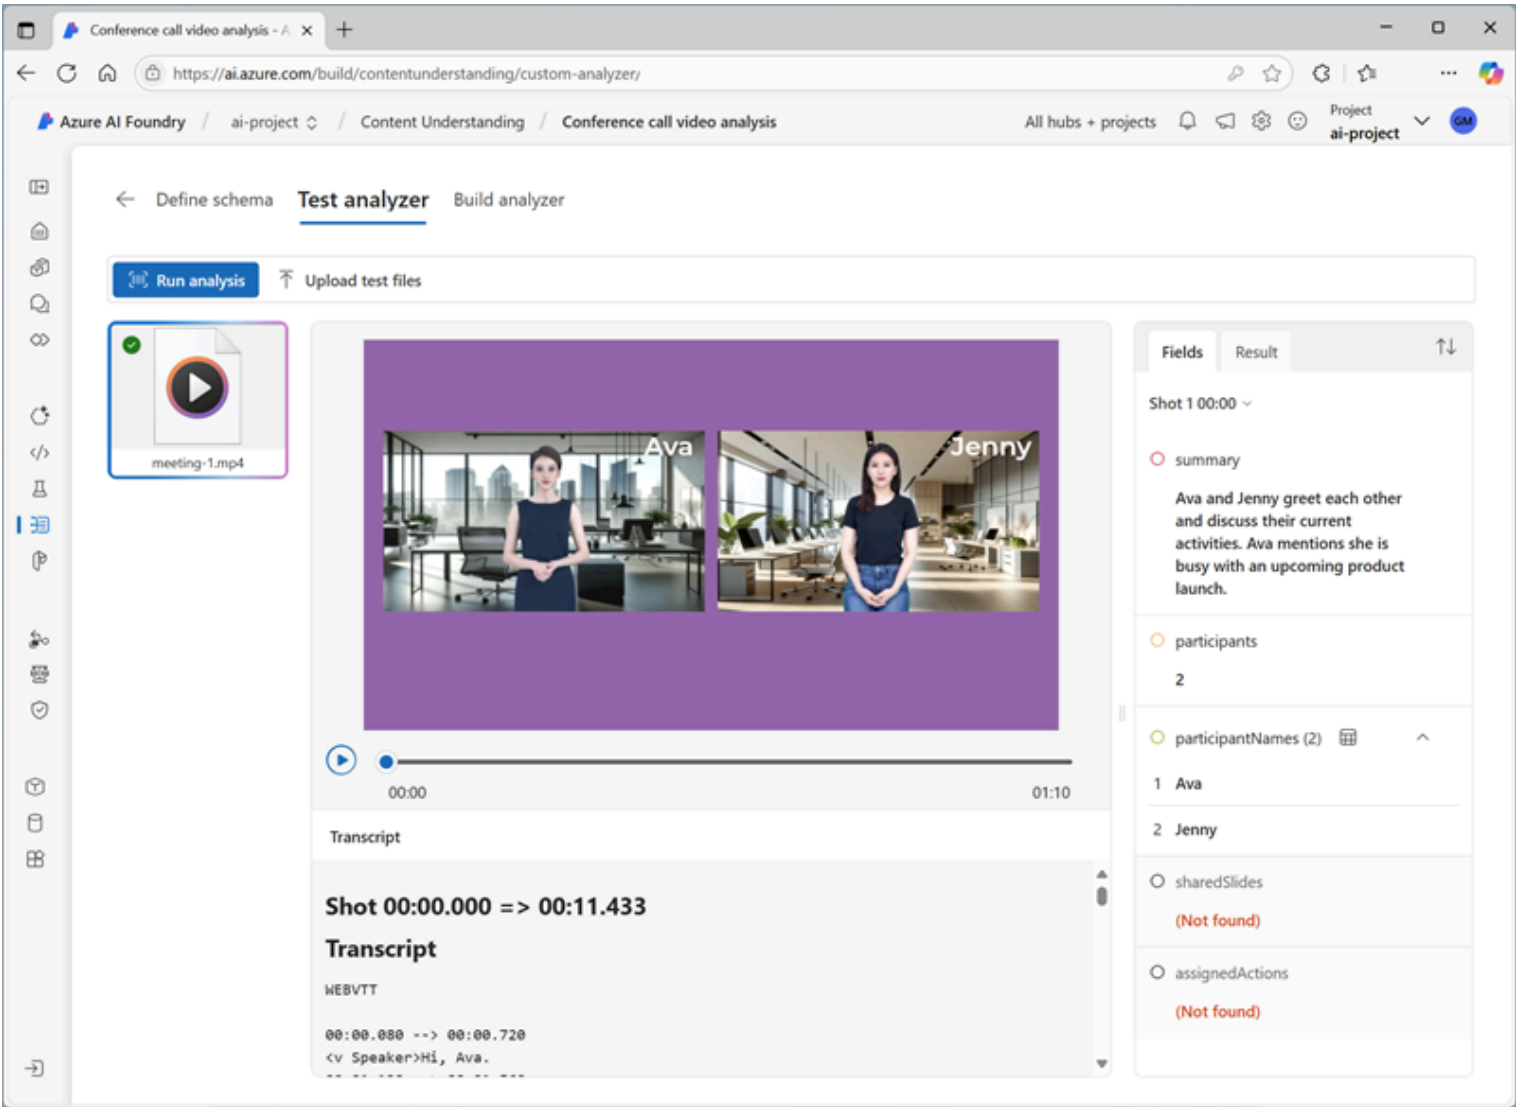 Conference call video analysis - A
https://ai.azure.com/build/contentunderstanding/custom-analyzer/
Azure AI Foundry / ai-project / Content Understanding / Conference call video analysis
All hubs + projects
Project
ai-project
GM
Define schema
Test analyzer
Build analyzer
Run analysis
Upload test files
meeting-1.mp4
Ava
Jenny
00:00
01:10
Transcript
Shot 00:00.000 => 00:11.433
Transcript
WEBVTT
00:00.080 --> 00:00.720
<v Speaker>Hi, Ava.
Fields
Result
Shot 1 00:00
summary
Ava and Jenny greet each other
and discuss their current
activities. Ava mentions she is
busy with an upcoming product
launch.
participants
2
participantNames (2)
1 Ava
2 Jenny
sharedSlides
(Not found)
assignedActions
(Not found)